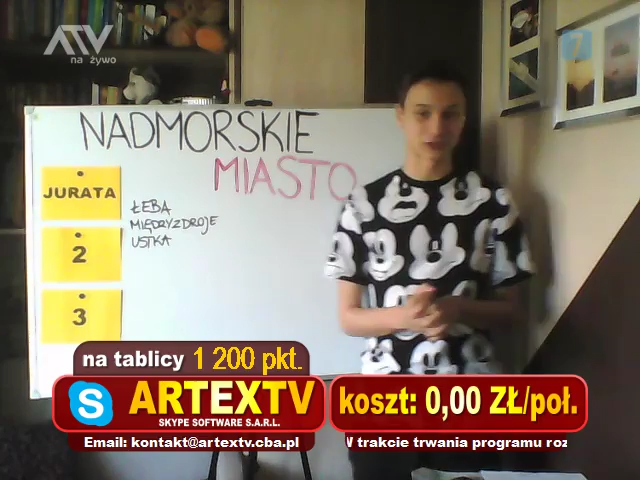 ATV
na żywo
7
NADMORSKIE
MIASTO
JURATA
ŁEBA
MIĘDZYZDROJE
USTKA
2
3
na tablicy 1 200 pkt.
ARTEXTV
SKYPE SOFTWARE S.A.R.L.
koszt: 0,00 ZŁ/poł.
Email: kontakt@artextv.cba.pl
W trakcie trwania programu roz